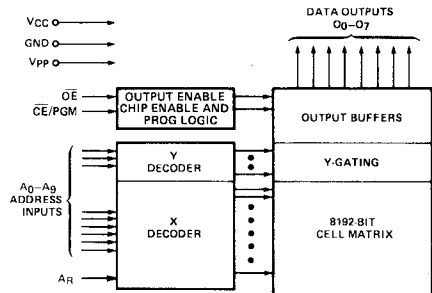 DATA OUTPUTS
O0–O7
VCC
GND
VPP
OE
CE/PGM
OUTPUT ENABLE
CHIP ENABLE AND
PROG LOGIC
OUTPUT BUFFERS
Y
DECODER
Y-GATING
A0–A9
ADDRESS
INPUTS
X
DECODER
8192-BIT
CELL MATRIX
AR